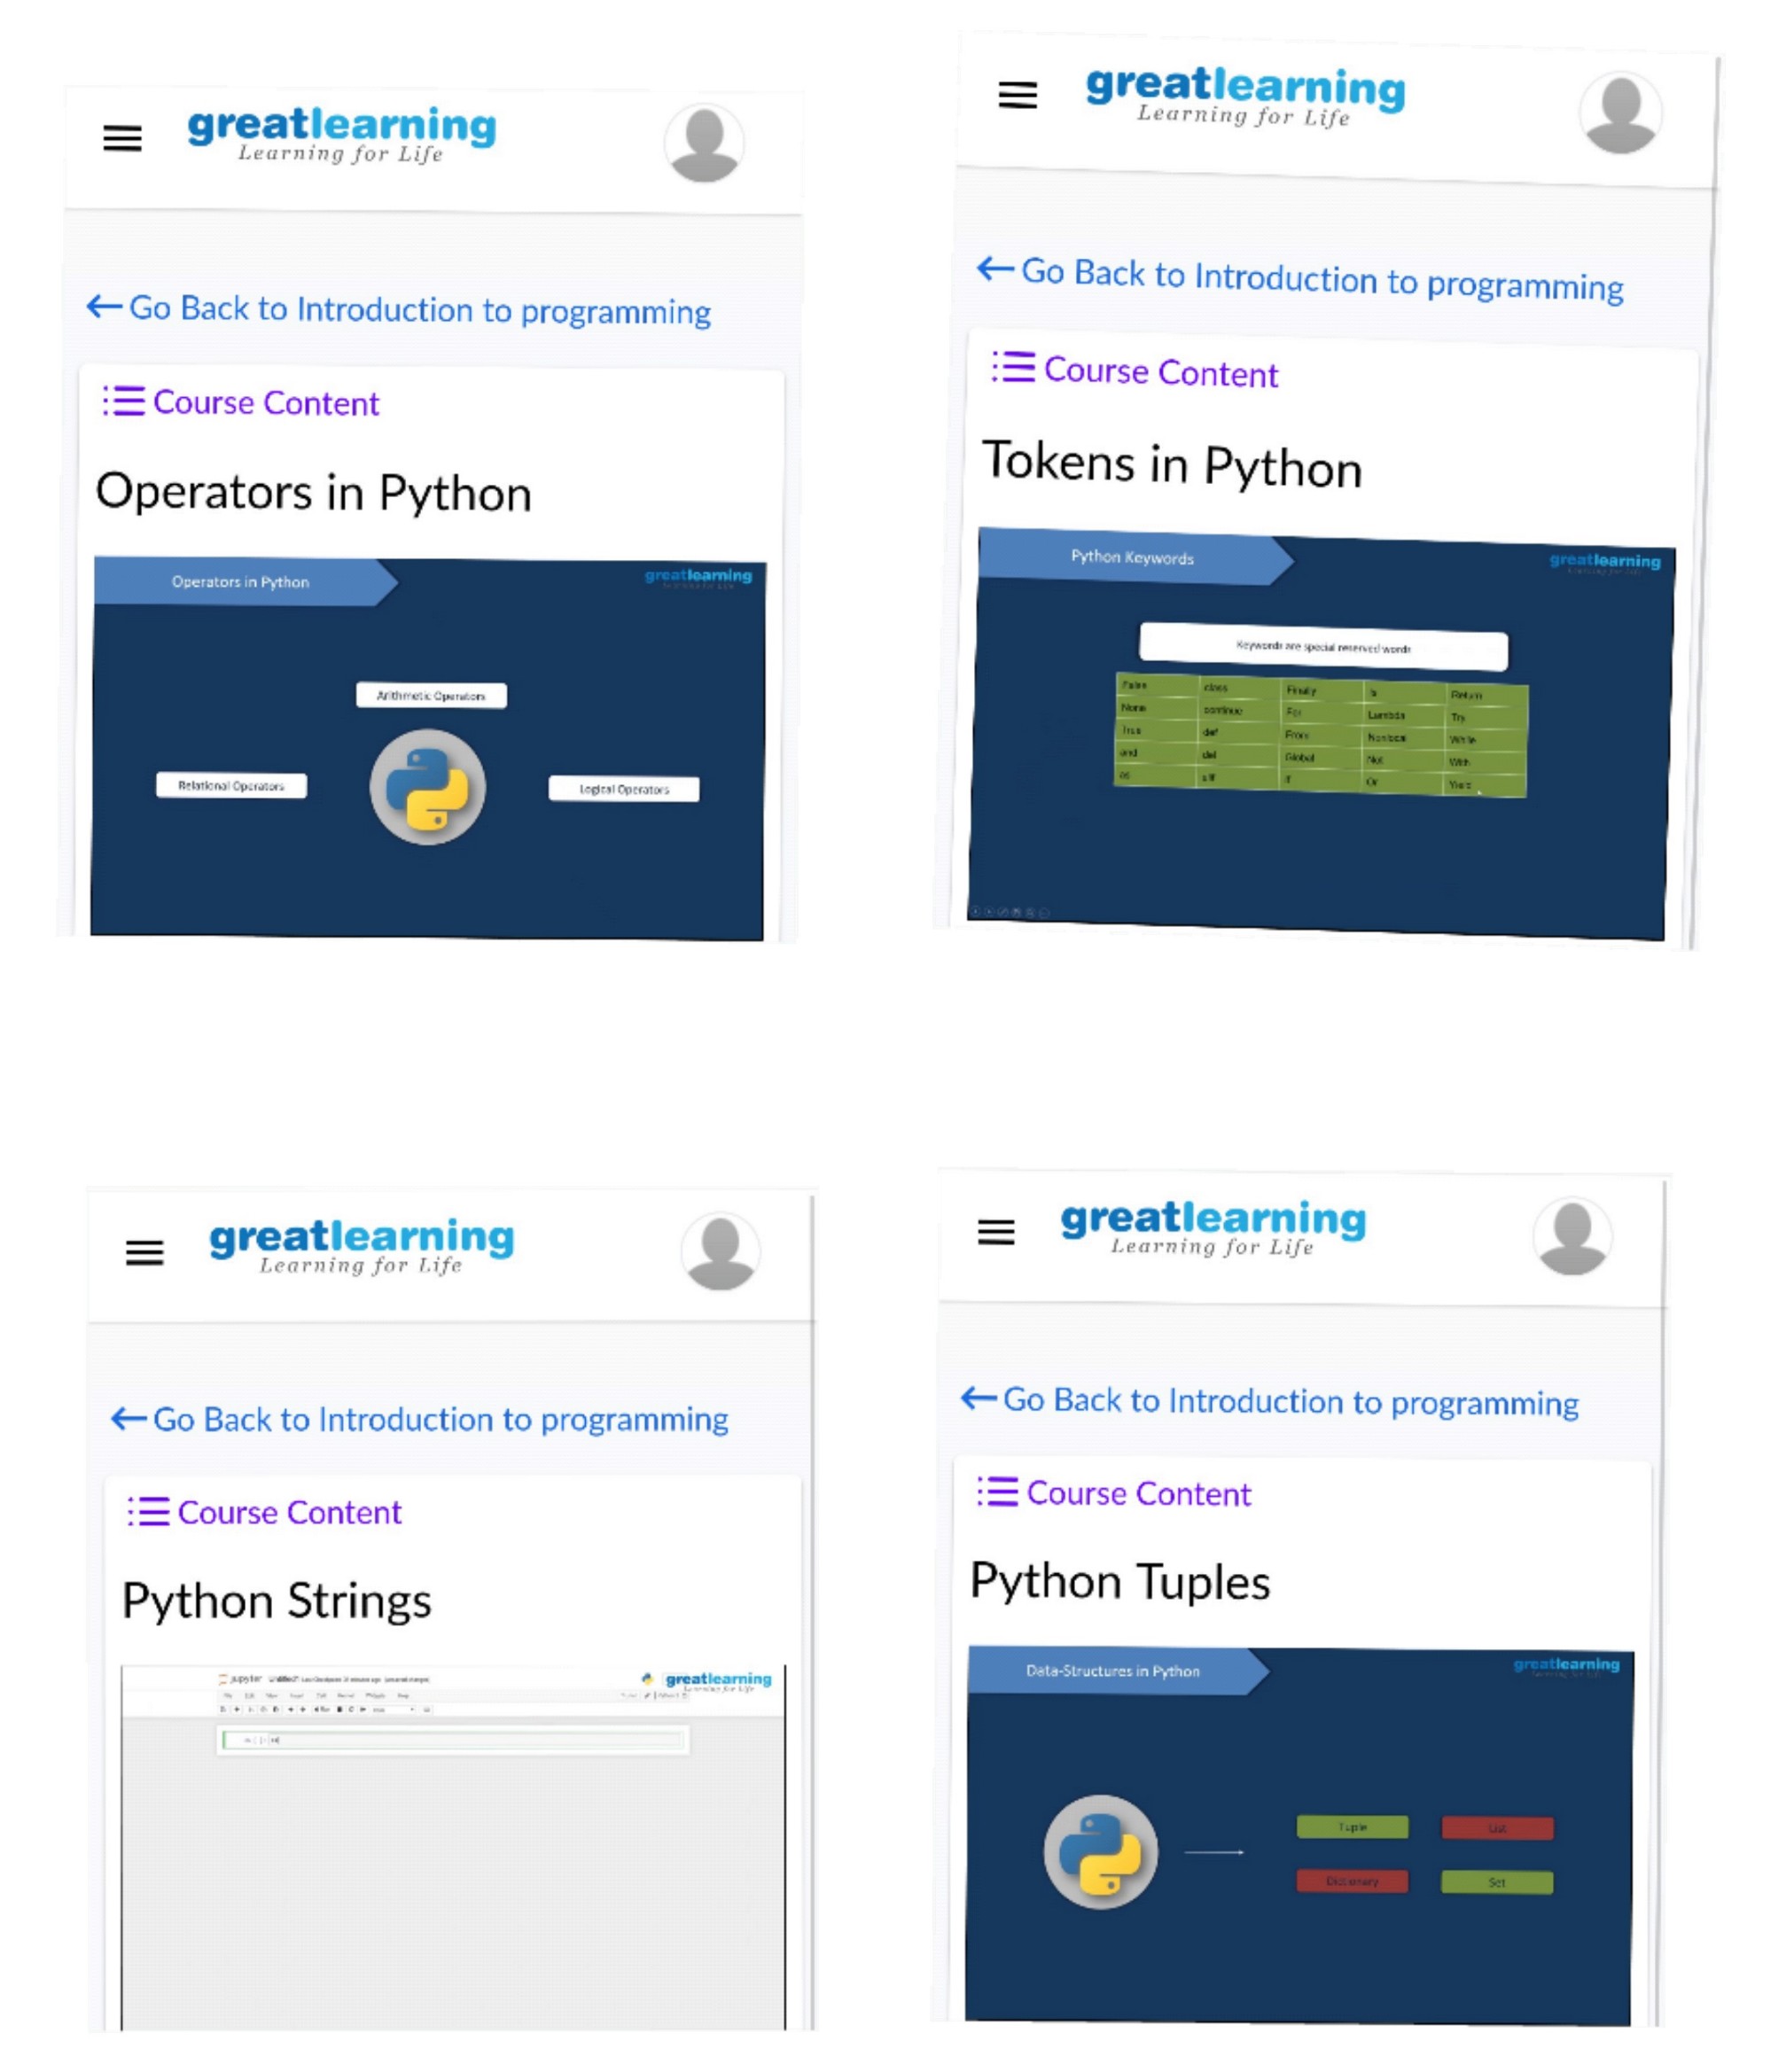 greatlearning
Learning for Life
← Go Back to Introduction to programming
Course Content
Operators in Python
Operators in Python
greatlearning
Arithmetic Operators
Relational Operators
Logical Operators
greatlearning
Learning for Life
← Go Back to Introduction to programming
Course Content
Tokens in Python
Python Keywords
greatlearning
Keywords are special reserved words
False class Finally is Return
None continue For Lambda Try
True def From Nonlocal While
and del Global Not With
as elif if Or Yield
greatlearning
Learning for Life
← Go Back to Introduction to programming
Course Content
Python Strings
jupyter
greatlearning
Learning for Life
greatlearning
Learning for Life
← Go Back to Introduction to programming
Course Content
Python Tuples
Data-Structures in Python
greatlearning
Tuple List
Dictionary Set